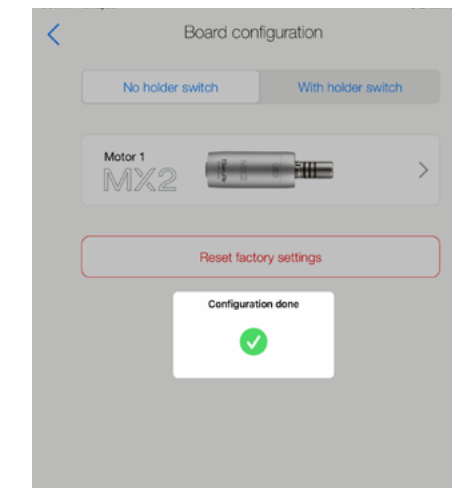 Board configuration
No holder switch
With holder switch
Motor 1
MX2
Reset factory settings
Configuration done